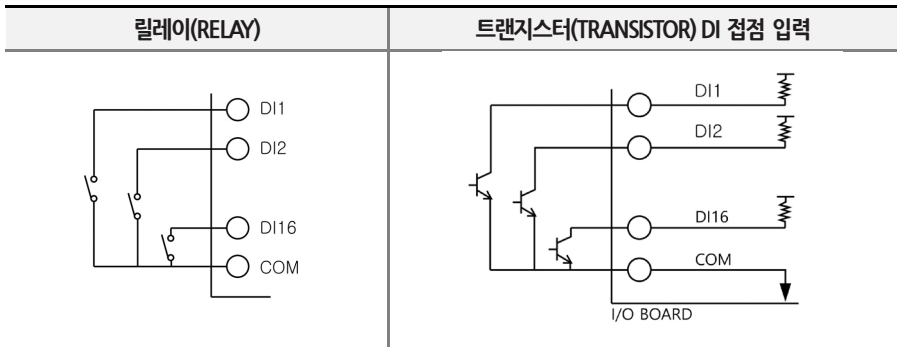 릴레이(RELAY)
트랜지스터(TRANSISTOR) DI 접점 입력
DI1
DI2
DI16
COM
DI1
DI2
DI16
COM
I/O BOARD